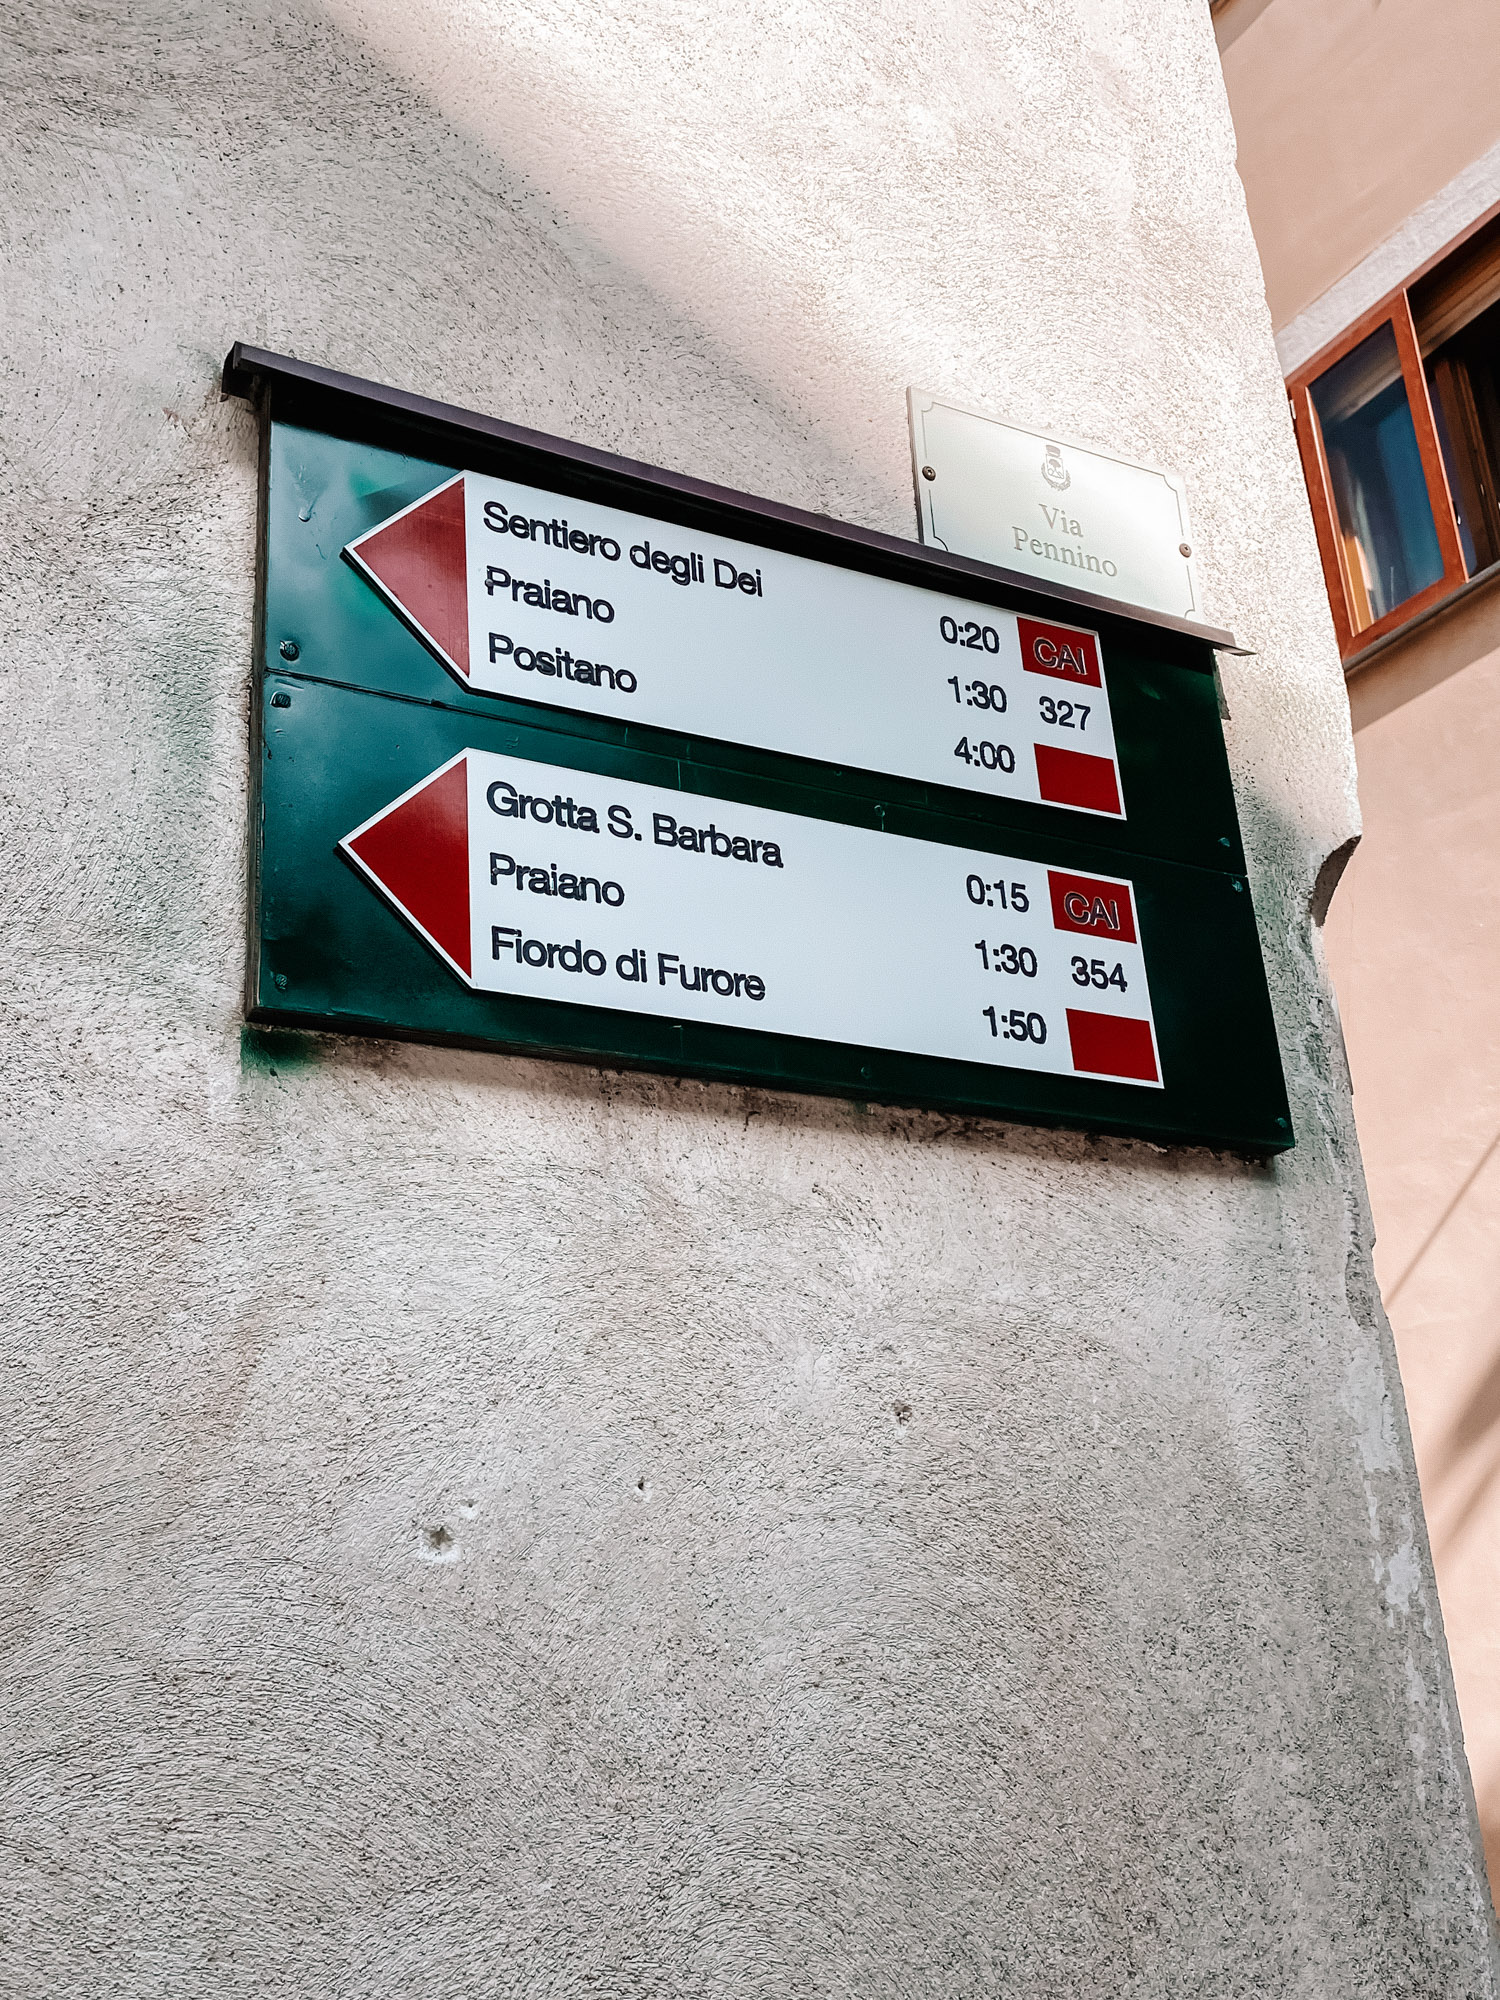 Via
Pennino
Sentiero degli Dei 0:20 CAI
Praiano 1:30 327
Positano 4:00
Grotta S. Barbara 0:15 CAI
Praiano 1:30 354
Fiordo di Furore 1:50